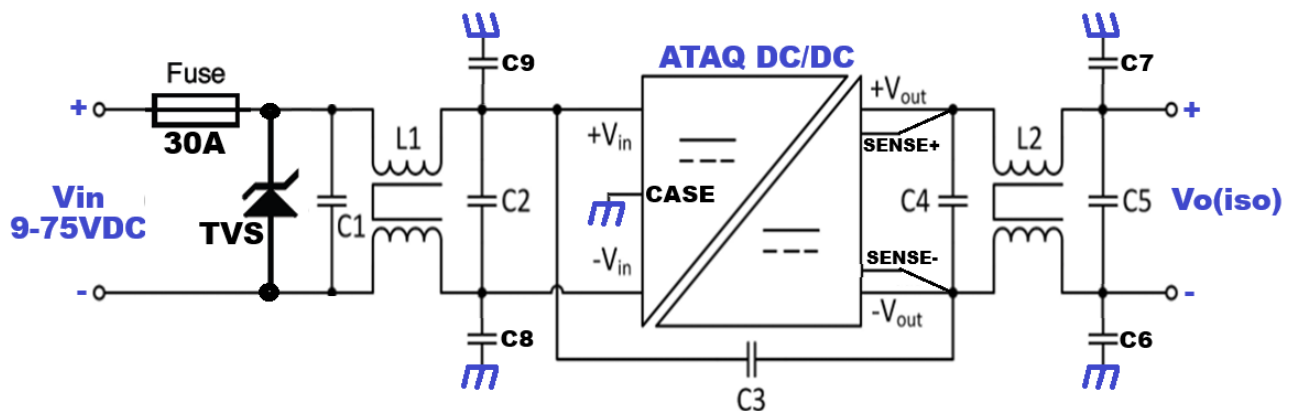 ATAQ DC/DC
C9
C7
Fuse
+
30A
L1
+Vin
+Vout
SENSE+
L2
+
Vin
9-75VDC
TVS
C1
C2
CASE
C4
C5
Vo(iso)
-Vin
SENSE-
-
-Vout
-
C8
C6
C3